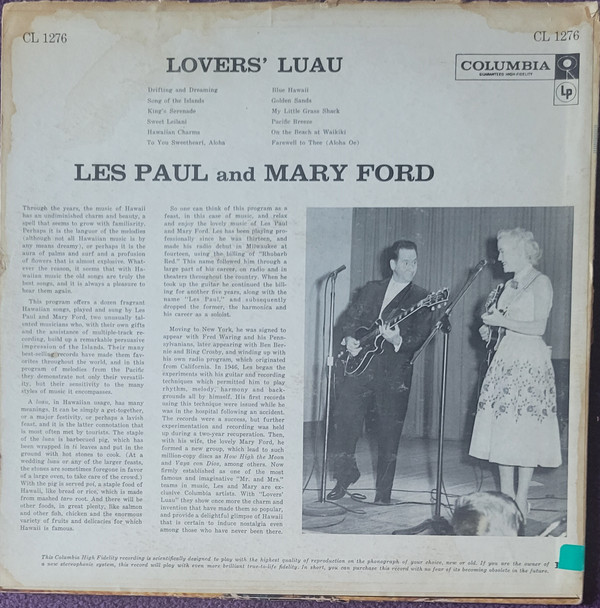 CL 1276
CL 1276
LOVERS' LUAU
COLUMBIA
GUARANTEED HIGH-FIDELITY
Lp
Drifting and Dreaming
Song of the Islands
King's Serenade
Sweet Leilani
Hawaiian Charms
To You Sweetheart, Aloha
Blue Hawaii
Golden Sands
My Little Grass Shack
Pacific Breeze
On the Beach at Waikiki
Farewell to Thee (Aloha Oe)
LES PAUL and MARY FORD
Through the years, the music of Hawaii
has an undiminished charm and beauty, a
spell that seems to grow with familiarity.
Perhaps it is the languor of the melodies
(although not all Hawaiian music is by
any means dreamy), or perhaps it is the
aura of palms and surf and a profusion
of flowers that is almost explosive. What-
ever the reason, it seems that with Ha-
waiian music the old songs are truly the
best songs, and it is always a pleasure to
hear them again.
This program offers a dozen fragrant
Hawaiian songs, played and sung by Les
Paul and Mary Ford, two unusually tal-
ented musicians who, with their own gifts
and the assistance of multiple-track re-
cording, build up a remarkably persuasive
impression of the Islands. Their many
best-selling records have made them fav-
orites throughout the world, and in this
program of melodies from the Pacific
they demonstrate not only their versatil-
ity, but their sensitivity to the many
styles of music it encompasses.
A luau, in Hawaiian usage, has many
meanings. It can be simply a get-together,
or a major festivity, or perhaps a lavish
feast, and it is the latter connotation that
is most often met by tourists. The staple
of the luau is barbecued pig, which has
been wrapped in ti leaves and put in the
ground with hot stones to cook. (At a
wedding luau or any of the larger feasts,
the stones are sometimes foregone in favor
of a large oven, to take care of the crowd.)
With the pig is served poi, a staple food of
Hawaii, like bread or rice, which is made
from mashed taro root. And there will be
other foods, in great plenty, like salmon
and other fish, chicken and the enormous
variety of fruits and delicacies for which
Hawaii is famous.
So one can think of this program as a
feast, in this case of music, and relax
and enjoy the lovely music of Les Paul
and Mary Ford. Les has been playing pro-
fessionally since he was thirteen, and
made his radio debut in Milwaukee at
fourteen, using the billing of "Rhubarb
Red." This name followed him through a
large part of his career, on radio and in
theaters throughout the country. When he
took up the guitar he continued the bill-
ing for another five years, along with the
name "Les Paul," and subsequently
dropped the former, the harmonica and
his career as a soloist.
Moving to New York, he was signed to
appear with Fred Waring and his Penn-
sylvanians, later appearing with Ben Ber-
nie and Bing Crosby, and winding up with
his own radio program, which originated
from California. In 1946, Les began the
experiments with his guitar and recording
techniques which permitted him to play
rhythm, melody, harmony and back-
grounds all by himself. His first records
using this technique were issued while he
was in the hospital following an accident.
The records were a success, but further
experimentation and recording was held
up during a two-year recuperation. Then,
with his wife, the lovely Mary Ford, he
formed a new group, which lead to such
million-copy discs as How High the Moon
and Vaya con Dios, among others. Now
firmly established as one of the most
famous and imaginative "Mr. and Mrs."
teams in music, Les and Mary are ex-
clusive Columbia artists. With "Lovers'
Luau" they show once more the charm and
invention that have made them so popular,
and provide a delightful glimpse of Hawaii
that is certain to induce nostalgia even
among those who have never been there.
This Columbia High Fidelity recording is scientifically designed to play with the highest quality of reproduction on the phonograph of your choice, new or old. If you are the owner of
a new stereophonic system, this record will play with even more brilliant true-to-life fidelity. In short, you can purchase this record with no fear of its becoming obsolete in the future.